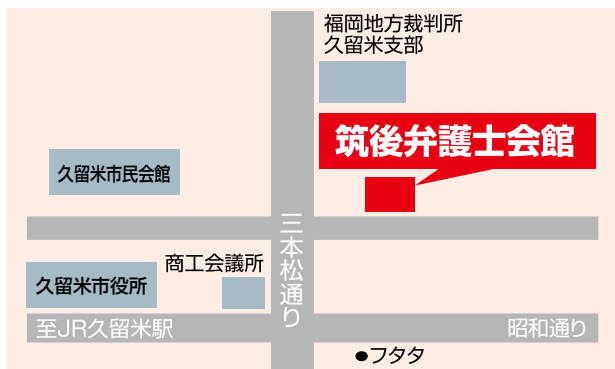 福岡地方裁判所
久留米支部
筑後弁護士会館
久留米市民会館
三本松通り
商工会議所
久留米市役所
至JR久留米駅
昭和通り
●フタタ